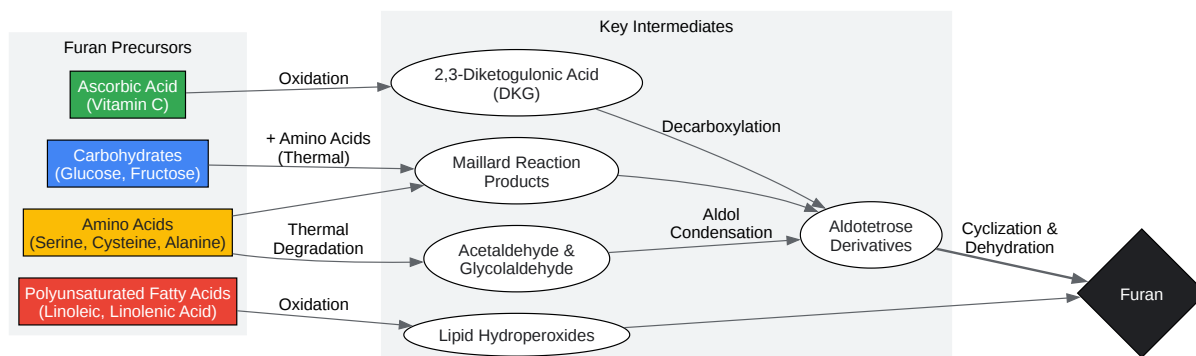 Furan Precursors
Key Intermediates
Ascorbic Acid
(Vitamin C)
Oxidation
2,3-Diketogulonic Acid
(DKG)
Decarboxylation
Carbohydrates
(Glucose, Fructose)
+ Amino Acids
(Thermal)
Maillard Reaction
Products
Amino Acids
(Serine, Cysteine, Alanine)
Thermal
Degradation
Acetaldehyde &
Glycolaldehyde
Aldol
Condensation
Aldotetrose
Derivatives
Cyclization &
Dehydration
Furan
Polyunsaturated Fatty Acids
(Linoleic, Linolenic Acid)
Oxidation
Lipid Hydroperoxides